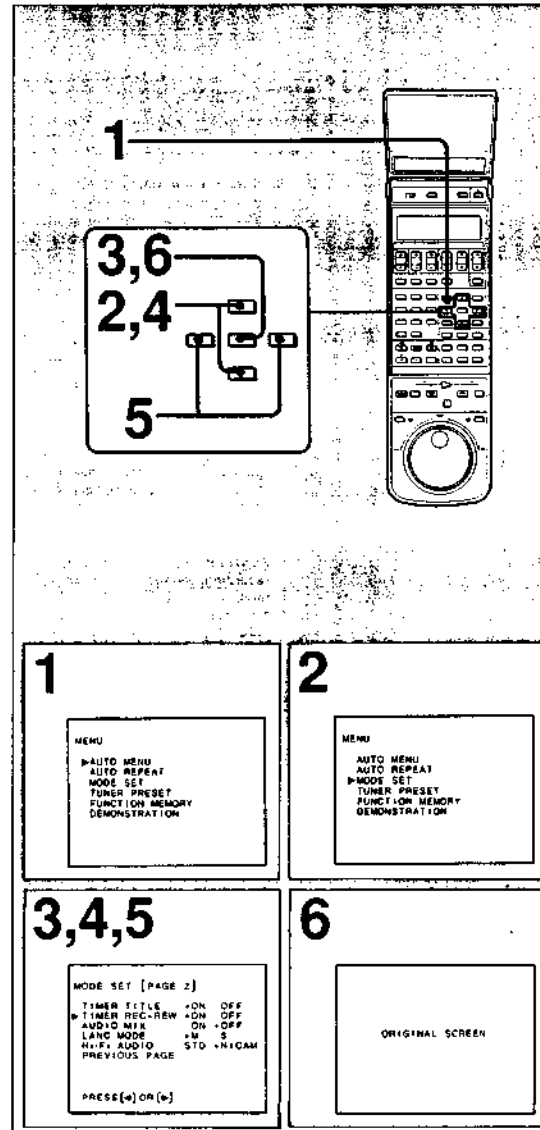 1
3,6
2,4
5
1
MENU
▶AUTO MENU
AUTO REPEAT
MODE SET
TUNER PRESET
FUNCTION MEMORY
DEMONSTRATION
2
MENU
AUTO MENU
AUTO REPEAT
▶MODE SET
TUNER PRESET
FUNCTION MEMORY
DEMONSTRATION
3,4,5
MODE SET [PAGE 2]
TIMER TITLE •ON OFF
▶TIMER REC-REW •ON OFF
AUDIO MIX ON •OFF
LANG MODE •M S
Hi-Fi AUDIO STD •NICAM
PREVIOUS PAGE
PRESS[◂] OR [▸]
6
ORIGINAL SCREEN